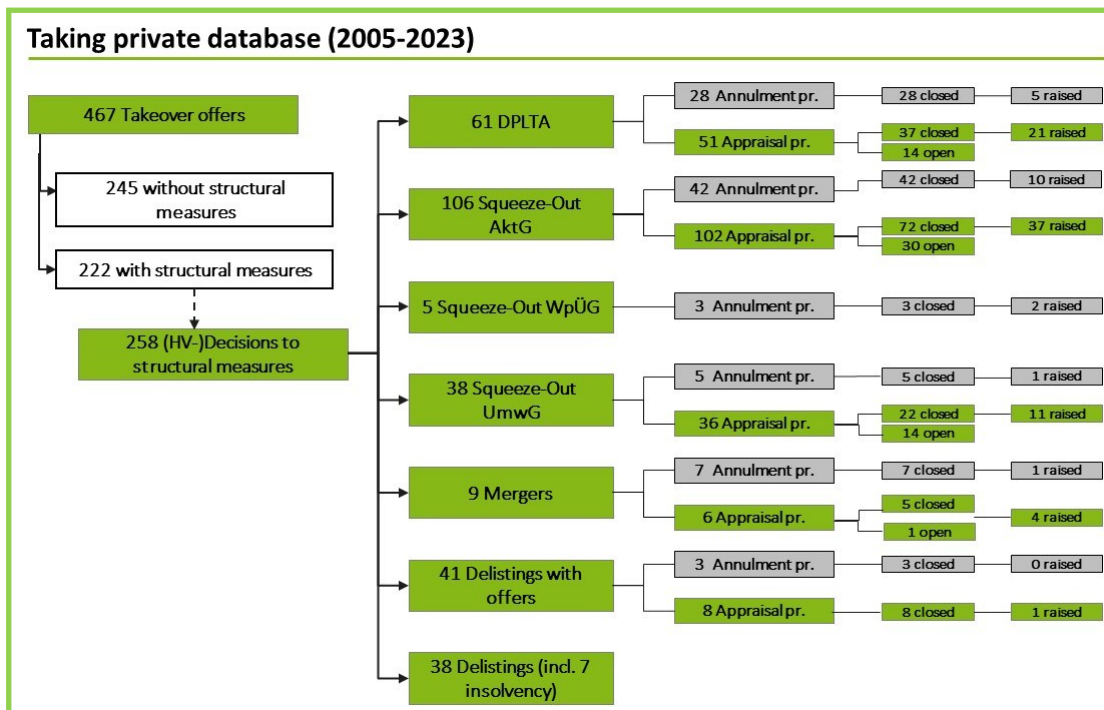 Taking private database (2005-2023)
467 Takeover offers
245 without structural
measures
222 with structural measures
258 (HV-)Decisions to
structural measures
61 DPLTA
28 Annulment pr.
28 closed
5 raised
51 Appraisal pr.
37 closed
21 raised
14 open
106 Squeeze-Out
AktG
42 Annulment pr.
42 closed
10 raised
102 Appraisal pr.
72 closed
37 raised
30 open
5 Squeeze-Out WpÜG
3 Annulment pr.
3 closed
2 raised
38 Squeeze-Out
UmwG
5 Annulment pr.
5 closed
1 raised
36 Appraisal pr.
22 closed
11 raised
14 open
9 Mergers
7 Annulment pr.
7 closed
1 raised
6 Appraisal pr.
5 closed
4 raised
1 open
41 Delistings with
offers
3 Annulment pr.
3 closed
0 raised
8 Appraisal pr.
8 closed
1 raised
38 Delistings (incl. 7
insolvency)